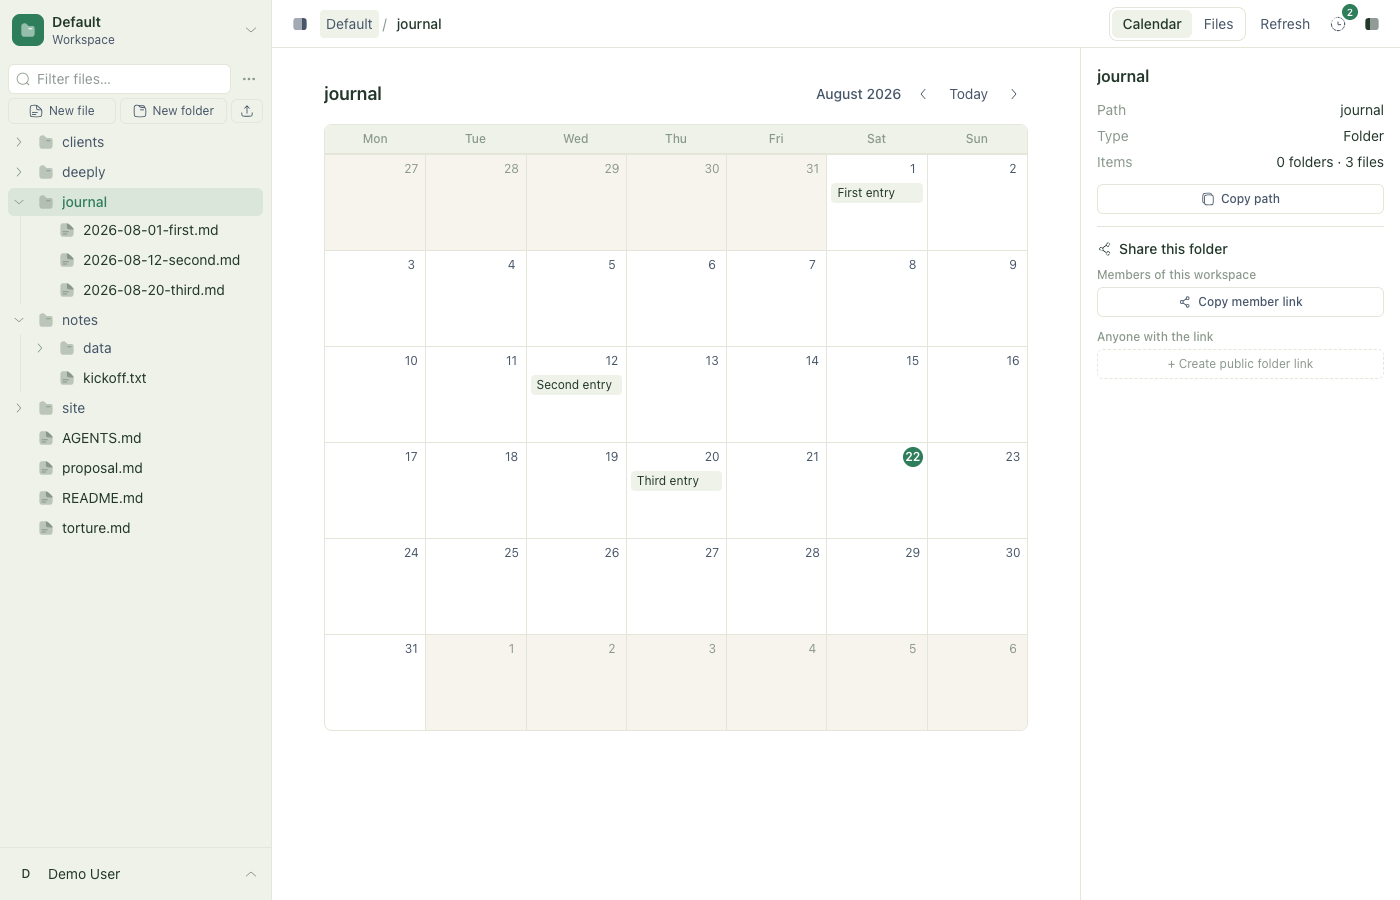 Default
Workspace
Filter files...
New file
New folder
clients
deeply
journal
2026-08-01-first.md
2026-08-12-second.md
2026-08-20-third.md
notes
data
kickoff.txt
site
AGENTS.md
proposal.md
README.md
torture.md
D Demo User
Default / journal
Calendar Files Refresh 2
journal
August 2026 Today
Mon Tue Wed Thu Fri Sat Sun
27 28 29 30 31 1 2
First entry
3 4 5 6 7 8 9
10 11 12 13 14 15 16
Second entry
17 18 19 20 21 22 23
Third entry
24 25 26 27 28 29 30
31 1 2 3 4 5 6
journal
Path journal
Type Folder
Items 0 folders · 3 files
Copy path
Share this folder
Members of this workspace
Copy member link
Anyone with the link
+ Create public folder link